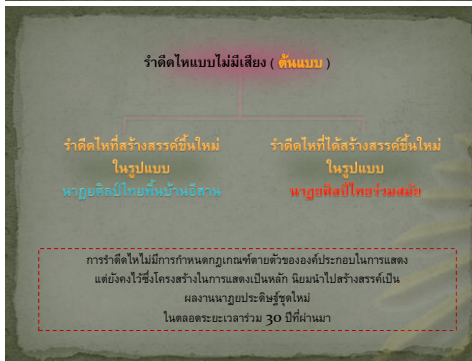 รำดีดไหแบบไม่มีเสียง ( ต้นแบบ )
รำดีดไหที่สร้างสรรค์ขึ้นใหม่
ในรูปแบบ
นาฏยศิลป์ไทยพื้นบ้านอีสาน
รำดีดไหที่ได้สร้างสรรค์ขึ้นใหม่
ในรูปแบบ
นาฏยศิลป์ไทยร่วมสมัย
การรำดีดไหไม่มีการกำหนดกฎเกณฑ์ตายตัวขององค์ประกอบในการแสดง
แต่ยังคงไว้ซึ่งโครงสร้างในการแสดงเป็นหลัก นิยมนำไปสร้างสรรค์เป็น
ผลงานนาฏยประดิษฐ์ชุดใหม่
ในตลอดระยะเวลาร่วม 30 ปีที่ผ่านมา